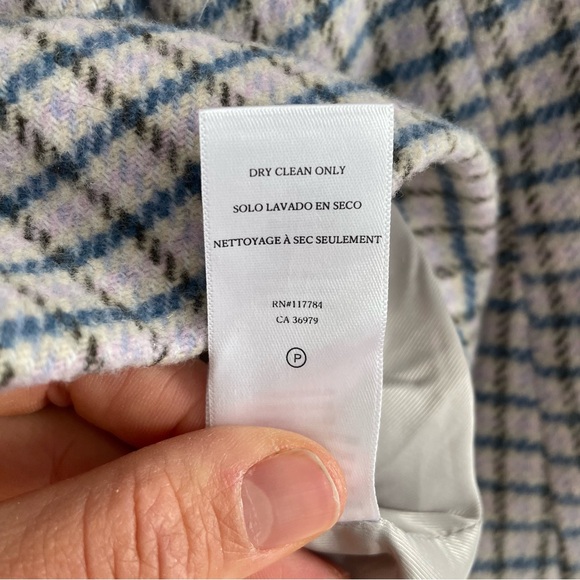 DRY CLEAN ONLY
SOLO LAVADO EN SECO
NETTOYAGE À SEC SEULEMENT
RN#117784
CA 36979
P